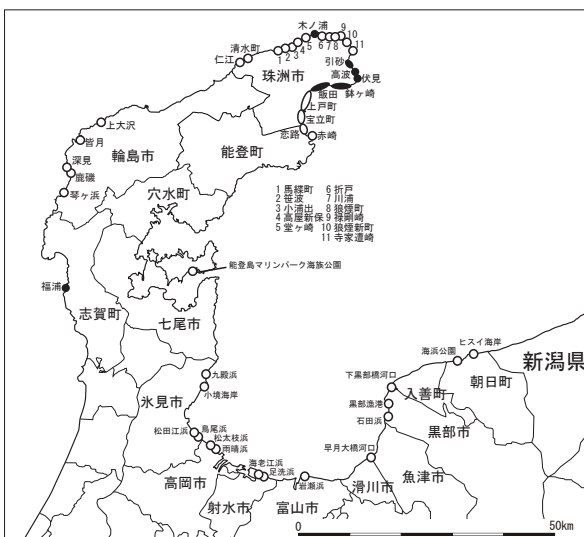 木ノ浦
9
清水町
仁江
1 2 3 4 5 6 7 8 10
11
珠洲市
引砂
高波
伏見
飯田
鉢ヶ崎
上戸町
宝立町
恋路
赤崎
上大沢
皆月
輪島市
能登町
深見
鹿磯
琴ヶ浜
穴水町
1 馬緤町 6 折戸
2 笹波 7 川浦
3 小浦出 8 狼煙町
4 高屋新保 9 禄剛崎
5 堂ヶ崎 10 狼煙新町
11 寺家遭崎
能登島マリンパーク海族公園
福浦
志賀町
七尾市
ヒスイ海岸
海浜公園
新潟県
朝日町
九殿浜
小境海岸
下黒部橋河口
入善町
黒部漁港
石田浜
黒部市
氷見市
島尾浜
松田江浜
松太枝浜
雨晴浜
早月大橋河口
海老江浜
足洗浜
岩瀬浜
魚津市
高岡市
滑川市
射水市
富山市
0 50km